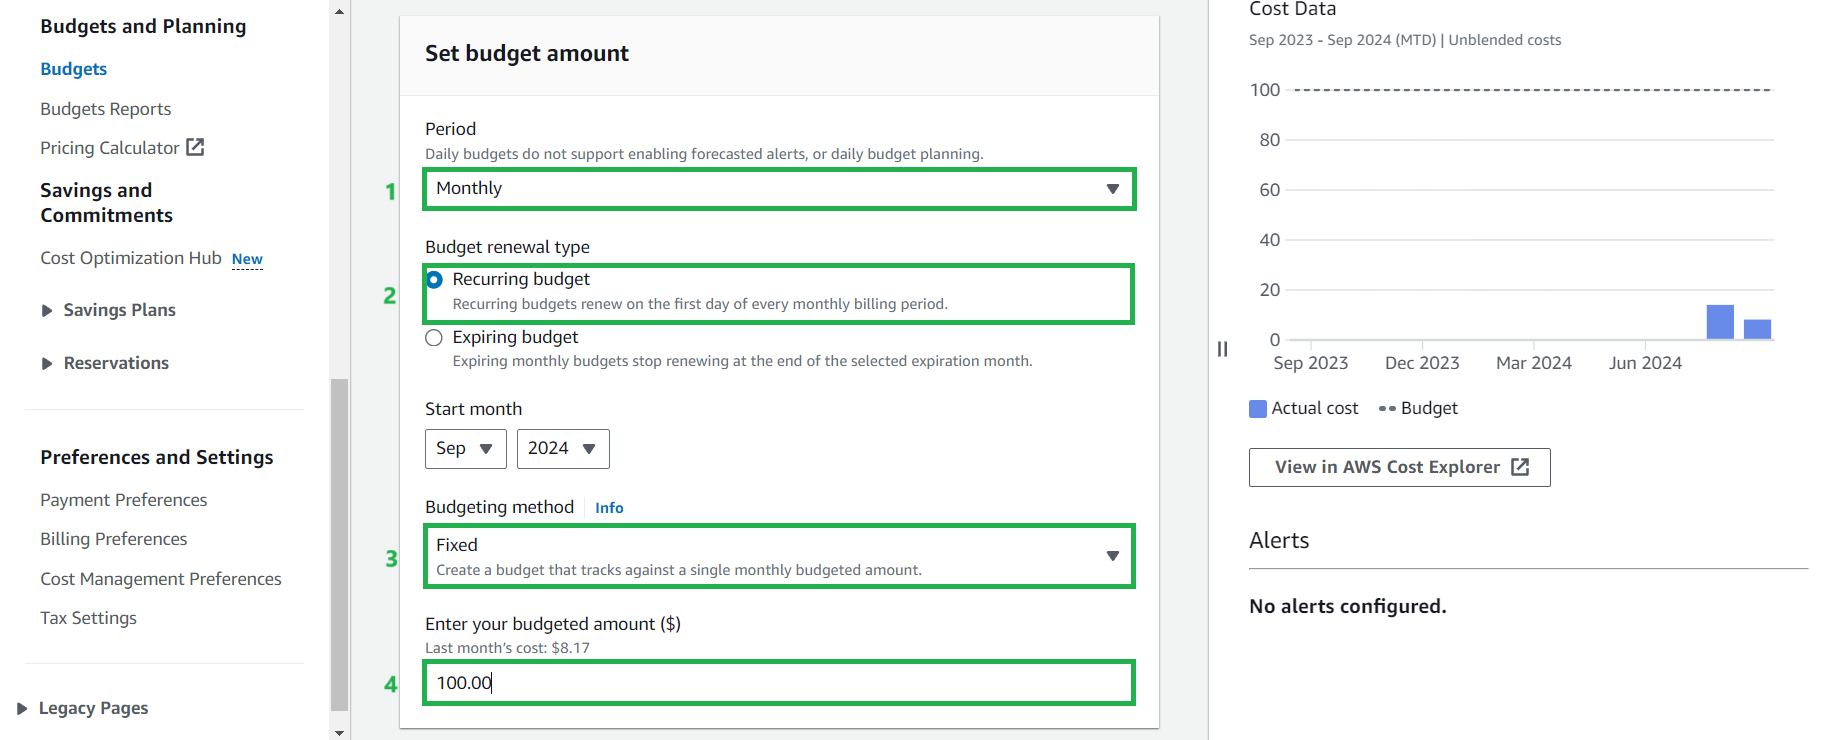 Budgets and Planning
Budgets
Budgets Reports
Pricing Calculator
Savings and
Commitments
Cost Optimization Hub New
Savings Plans
Reservations
Preferences and Settings
Payment Preferences
Billing Preferences
Cost Management Preferences
Tax Settings
Legacy Pages
Set budget amount
Period
Daily budgets do not support enabling forecasted alerts, or daily budget planning.
1 Monthly
Budget renewal type
2 Recurring budget
Recurring budgets renew on the first day of every monthly billing period.
Expiring budget
Expiring monthly budgets stop renewing at the end of the selected expiration month.
Start month
Sep 2024
Budgeting method Info
3 Fixed
Create a budget that tracks against a single monthly budgeted amount.
Enter your budgeted amount ($)
Last month's cost: $8.17
4 100.00
Cost Data
Sep 2023 - Sep 2024 (MTD) | Unblended costs
100
80
60
40
20
0
Sep 2023 Dec 2023 Mar 2024 Jun 2024
Actual cost Budget
View in AWS Cost Explorer
Alerts
No alerts configured.